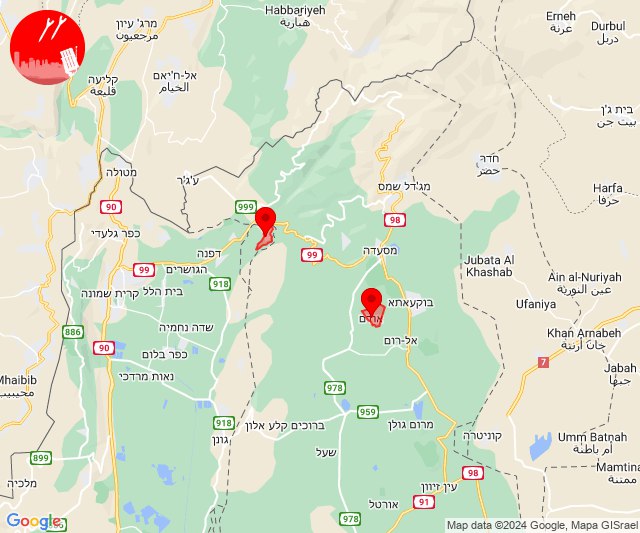 Habbariyeh
هبارية
Erneh
عرنة
Durbul
دربل
מרג' עיון
مرجعيون
קליעה
قليعة
אל-ח'יאם
الخيام
בית ג'ן
بيت جن
חדר
حضر
מטולה
ע'ג'ר
מג'דל שמס
Harfa
حرفا
999
90
98
כפר גלעדי
דפנה
מסעדה
99
הגושרים
99
Jubata Al
Khashab
Ain al-Nuriyah
عين النورية
918
קרית שמונה
בית הלל
בוקעאתא
Ufaniya
אודם
886
שדה נחמיה
אל-רום
Khan Arnabeh
خان أرنبة
90
כפר בלום
7
Jabah
جبهآ
Mhaibib
محيبيب
נאות מרדכי
978
959
918
ברוכים קלע אלון
מרום גולן
קוניטרה
גונן
Umm Batnah
أم باطنة
899
שעל
98
Mamtina
ممتنة
מלכיה
עין זיוון
91
אורטל
978
Google
Map data ©2024 Google, Mapa GISrael